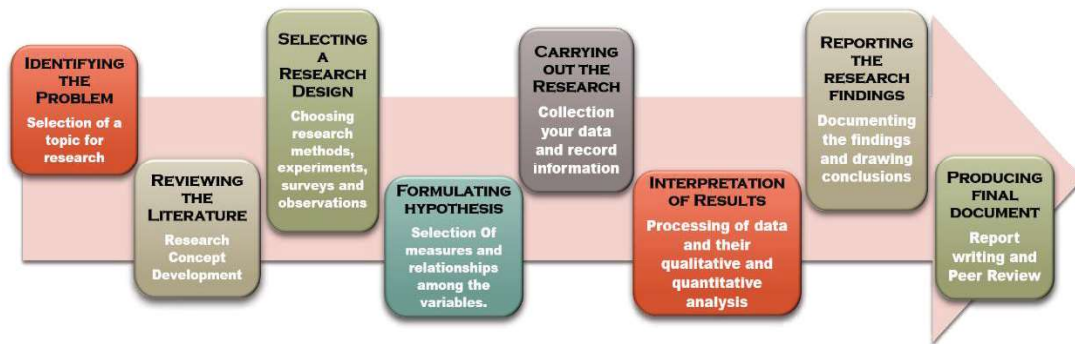 IDENTIFYING
THE
PROBLEM
Selection of a
topic for
research
REVIEWING
THE
LITERATURE
Research
Concept
Development
SELECTING
A
RESEARCH
DESIGN
Choosing
research
methods,
experiments,
surveys and
observations
FORMULATING
HYPOTHESIS
Selection Of
measures and
relationships
among the
variables.
CARRYING
OUT THE
RESEARCH
Collection
your data
and record
information
INTERPRETATION
OF RESULTS
Processing of data
and their
qualitative and
quantitative
analysis
REPORTING
THE
RESEARCH
FINDINGS
Documenting
the findings
and drawing
conclusions
PRODUCING
FINAL
DOCUMENT
Report
writing and
Peer Review